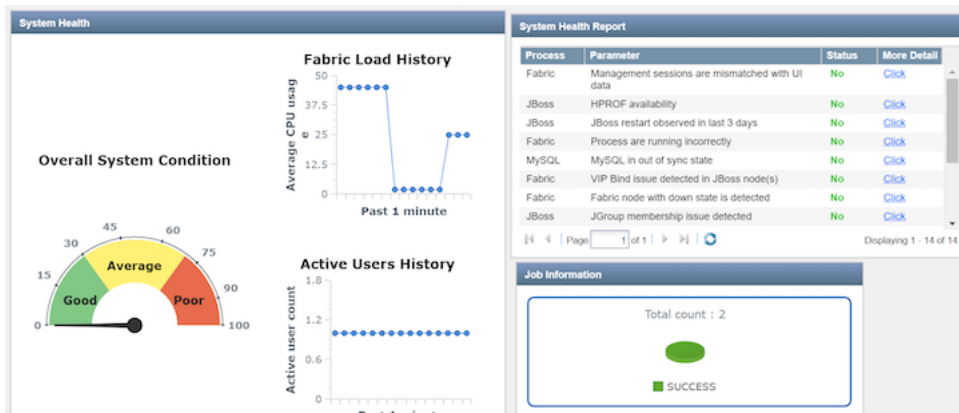 System Health
Overall System Condition
0
15
30
45
60
75
90
100
Good
Average
Poor
Fabric Load History
50
37.5
25
12.5
0
Average CPU usag
e
Past 1 minute
Active Users History
1.8
1.2
0.6
0
Active user count
Past 1 minute
System Health Report
Process Parameter Status More Detail
Fabric Management sessions are mismatched with UI
data No Click
JBoss HPROF availability No Click
JBoss JBoss restart observed in last 3 days No Click
Fabric Process are running incorrectly No Click
MySQL MySQL in out of sync state No Click
Fabric VIP Bind issue detected in JBoss node(s) No Click
Fabric Fabric node with down state is detected No Click
JBoss JGroup membership issue detected No Click
Page 1 of 1 Displaying 1 - 14 of 14
Job Information
Total count : 2
SUCCESS